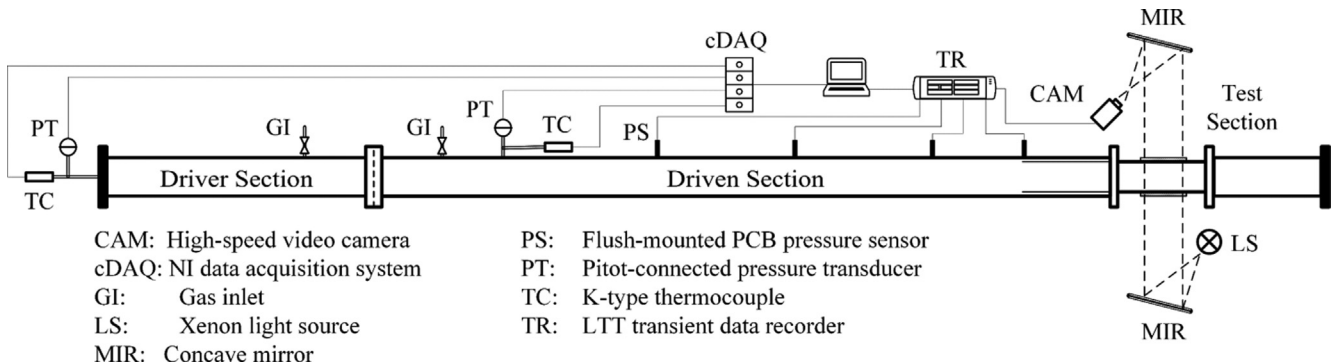 MIR
cDAQ
TR
CAM
Test
Section
PT
GI
GI
PT
TC
PS
Driver Section
Driven Section
TC
CAM: High-speed video camera
cDAQ: NI data acquisition system
GI: Gas inlet
LS: Xenon light source
MIR: Concave mirror
PS: Flush-mounted PCB pressure sensor
PT: Pitot-connected pressure transducer
TC: K-type thermocouple
TR: LTT transient data recorder
LS
MIR